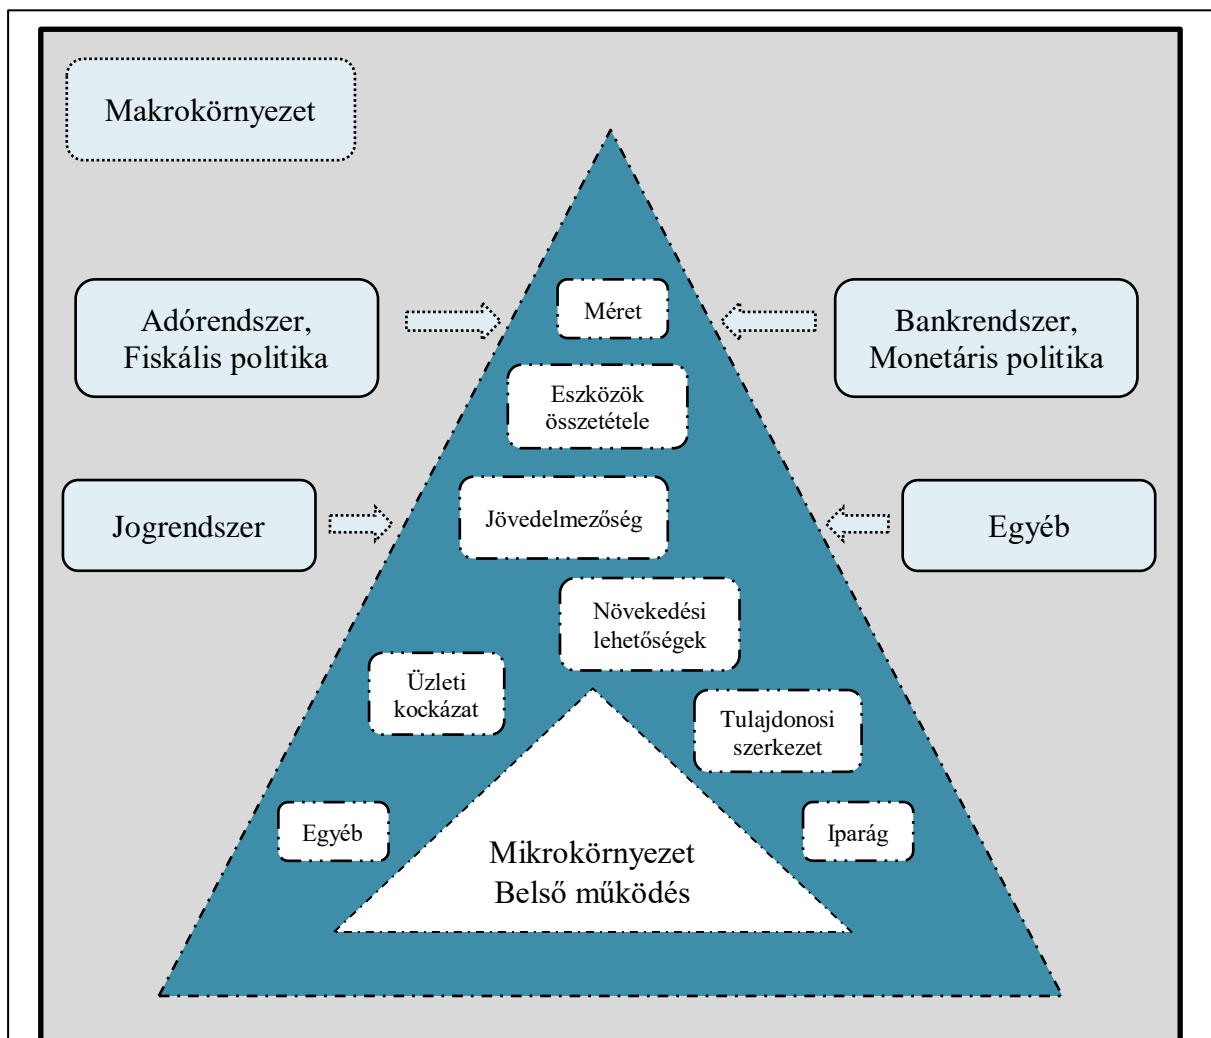 Makrokörnyezet
Adórendszer,
Fiskális politika
Méret
Bankrendszer,
Monetáris politika
Eszközök
összetétele
Jogrendszer
Jövedelmezőség
Egyéb
Növekedési
lehetőségek
Üzleti
kockázat
Tulajdonosi
szerkezet
Egyéb
Iparág
Mikrokörnyezet
Belső működés